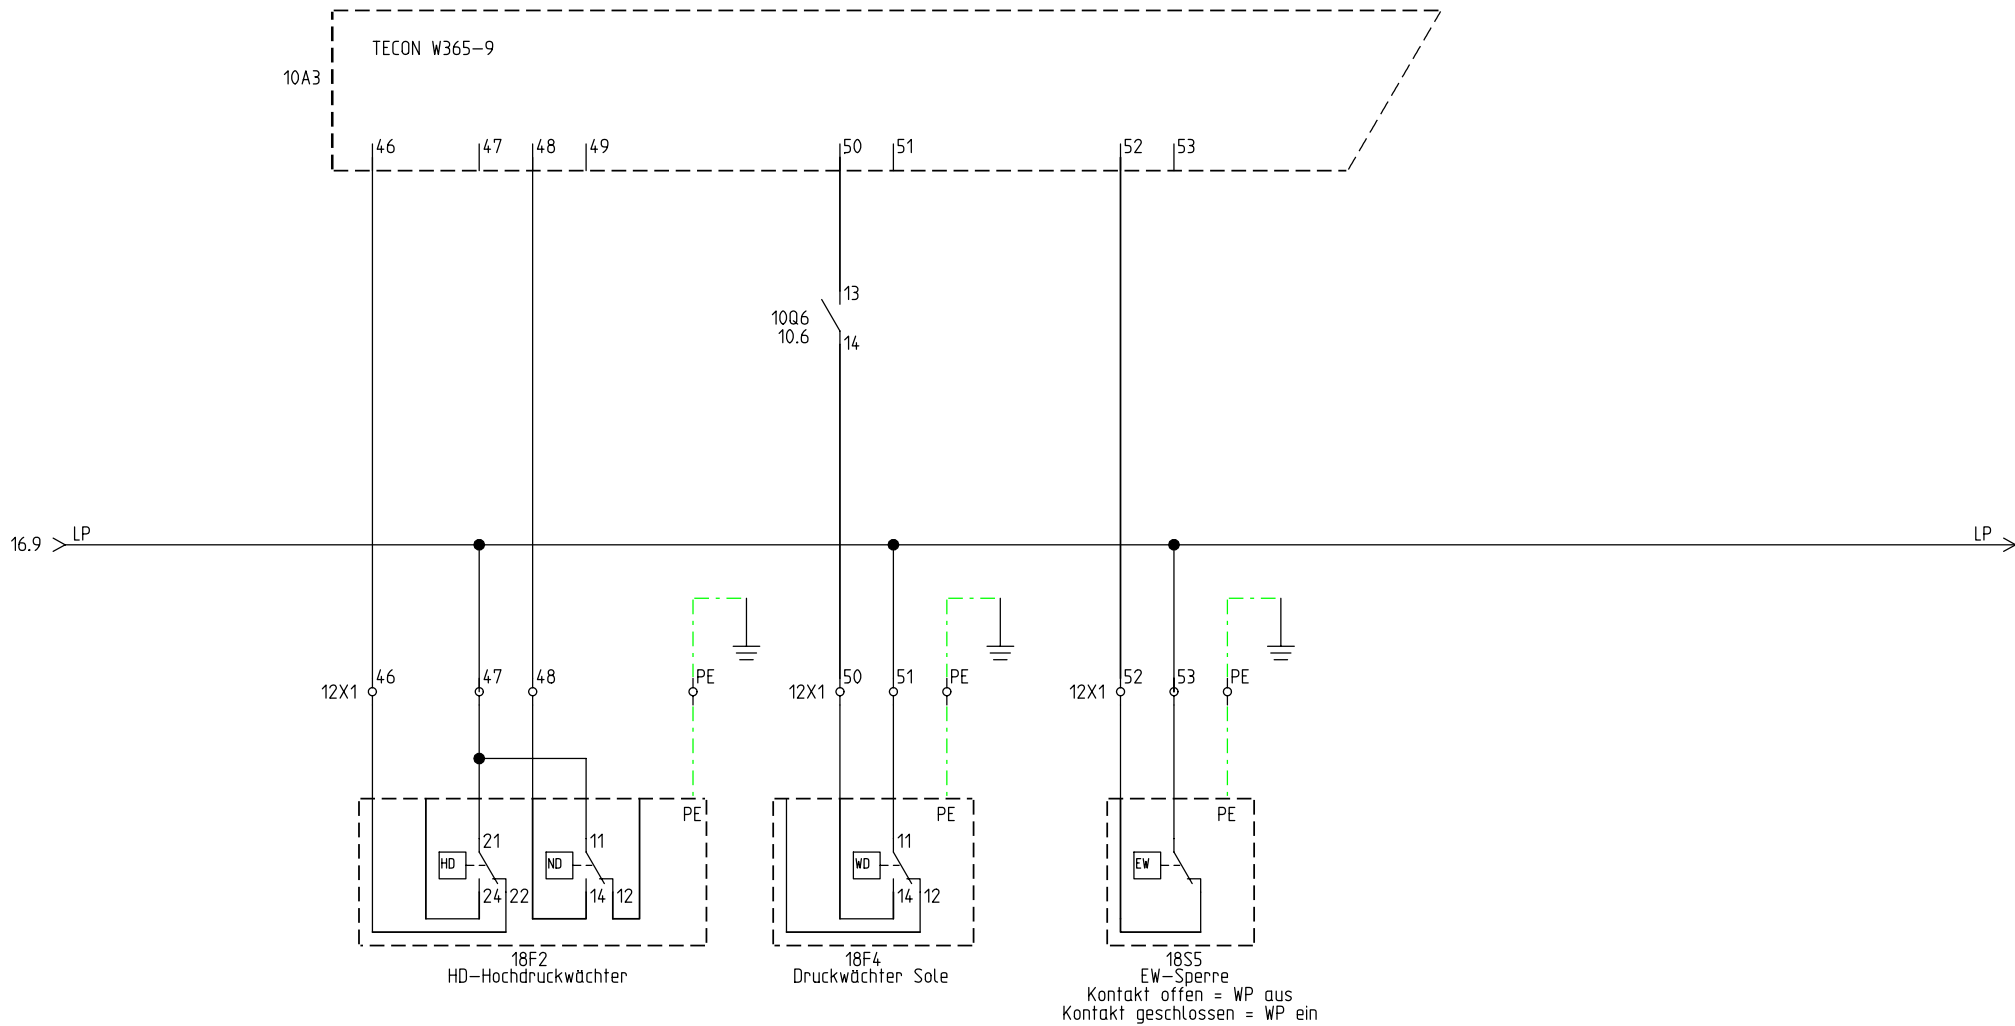 TECON W365-9
10A3
46 47 48 49 50 51 52 53
13
10Q6
10.6
14
16.9 LP LP
12X1 46 47 48 PE 12X1 50 51 PE 12X1 52 53 PE
PE PE PE
21 11 11
HD ND WD EW
24 22 14 12 14 12
18F2 18F4 18S5
HD-Hochdruckwächter Druckwächter Sole EW-Sperre
Kontakt offen = WP aus
Kontakt geschlossen = WP ein